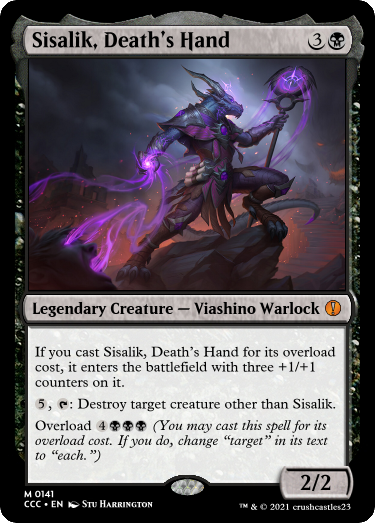 Sisalik, Death's Hand 3
Legendary Creature — Viashino Warlock
If you cast Sisalik, Death's Hand for its overload
cost, it enters the battlefield with three +1/+1
counters on it.
5, : Destroy target creature other than Sisalik.
Overload 4 (You may cast this spell for its
overload cost. If you do, change “target” in its text
to “each.”)
2/2
M 0141
CCC • EN Stu Harrington
™ & © 2021 crushcastles23